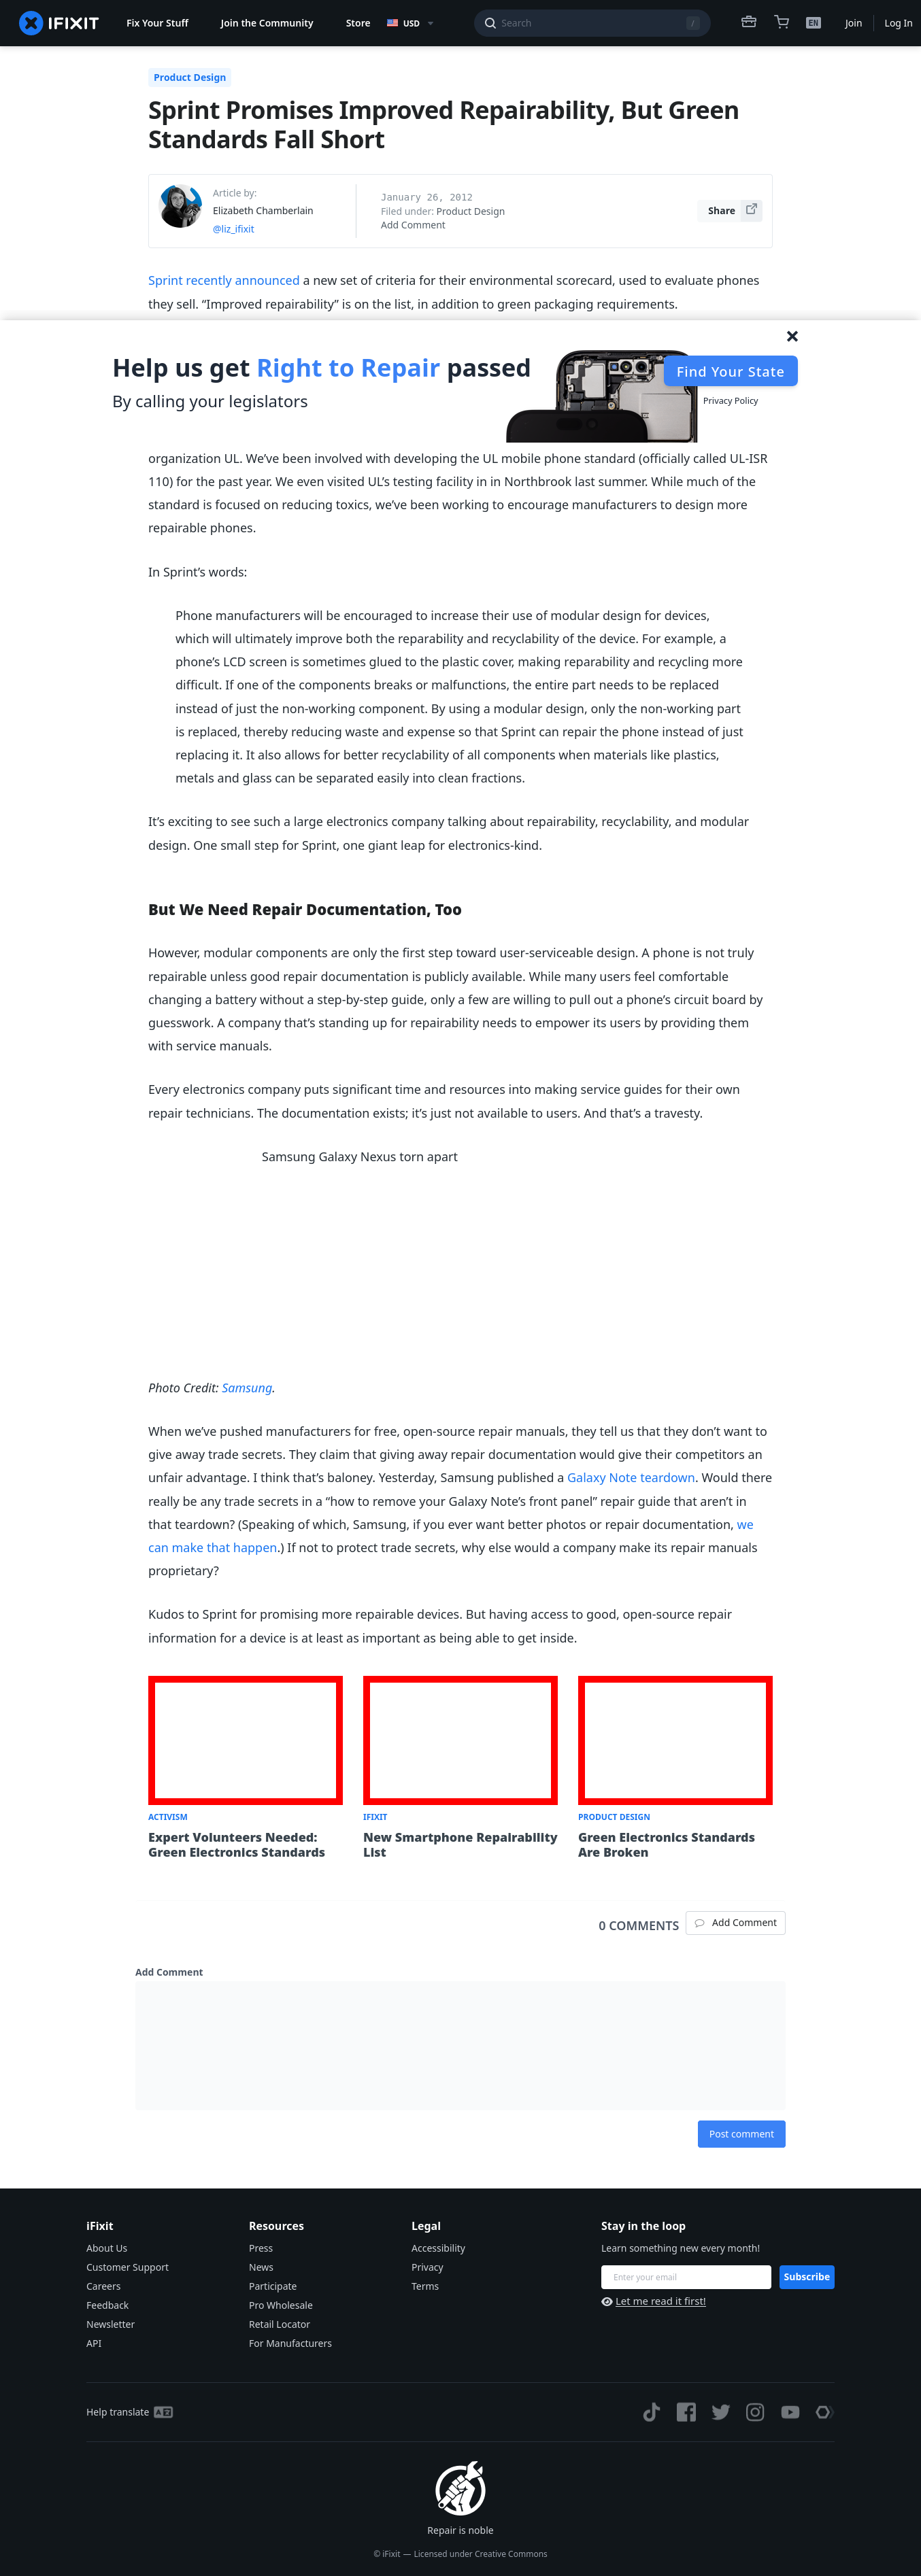 IFIXIT
Fix Your Stuff
Join the Community
Store
USD
Search
/
EN
Join
Log In
Product Design
Sprint Promises Improved Repairability, But Green
Standards Fall Short
Article by:
Elizabeth Chamberlain
@liz_ifixit
January 26, 2012
Filed under: Product Design
Add Comment
Share
Sprint recently announced a new set of criteria for their environmental scorecard, used to evaluate phones
they sell. “Improved repairability” is on the list, in addition to green packaging requirements.
Help us get Right to Repair passed
By calling your legislators
Find Your State
Privacy Policy
organization UL. We’ve been involved with developing the UL mobile phone standard (officially called UL-ISR
110) for the past year. We even visited UL’s testing facility in in Northbrook last summer. While much of the
standard is focused on reducing toxics, we’ve been working to encourage manufacturers to design more
repairable phones.
In Sprint’s words:
Phone manufacturers will be encouraged to increase their use of modular design for devices,
which will ultimately improve both the reparability and recyclability of the device. For example, a
phone’s LCD screen is sometimes glued to the plastic cover, making reparability and recycling more
difficult. If one of the components breaks or malfunctions, the entire part needs to be replaced
instead of just the non-working component. By using a modular design, only the non-working part
is replaced, thereby reducing waste and expense so that Sprint can repair the phone instead of just
replacing it. It also allows for better recyclability of all components when materials like plastics,
metals and glass can be separated easily into clean fractions.
It’s exciting to see such a large electronics company talking about repairability, recyclability, and modular
design. One small step for Sprint, one giant leap for electronics-kind.
But We Need Repair Documentation, Too
However, modular components are only the first step toward user-serviceable design. A phone is not truly
repairable unless good repair documentation is publicly available. While many users feel comfortable
changing a battery without a step-by-step guide, only a few are willing to pull out a phone’s circuit board by
guesswork. A company that’s standing up for repairability needs to empower its users by providing them
with service manuals.
Every electronics company puts significant time and resources into making service guides for their own
repair technicians. The documentation exists; it’s just not available to users. And that’s a travesty.
Samsung Galaxy Nexus torn apart
Photo Credit: Samsung.
When we’ve pushed manufacturers for free, open-source repair manuals, they tell us that they don’t want to
give away trade secrets. They claim that giving away repair documentation would give their competitors an
unfair advantage. I think that’s baloney. Yesterday, Samsung published a Galaxy Note teardown. Would there
really be any trade secrets in a “how to remove your Galaxy Note’s front panel” repair guide that aren’t in
that teardown? (Speaking of which, Samsung, if you ever want better photos or repair documentation, we
can make that happen.) If not to protect trade secrets, why else would a company make its repair manuals
proprietary?
Kudos to Sprint for promising more repairable devices. But having access to good, open-source repair
information for a device is at least as important as being able to get inside.
ACTIVISM
Expert Volunteers Needed:
Green Electronics Standards
IFIXIT
New Smartphone Repairability
List
PRODUCT DESIGN
Green Electronics Standards
Are Broken
0 COMMENTS
Add Comment
Add Comment
Post comment
iFixit
About Us
Customer Support
Careers
Feedback
Newsletter
API
Resources
Press
News
Participate
Pro Wholesale
Retail Locator
For Manufacturers
Legal
Accessibility
Privacy
Terms
Stay in the loop
Learn something new every month!
Enter your email
Subscribe
Let me read it first!
Help translate
Repair is noble
© iFixit — Licensed under Creative Commons